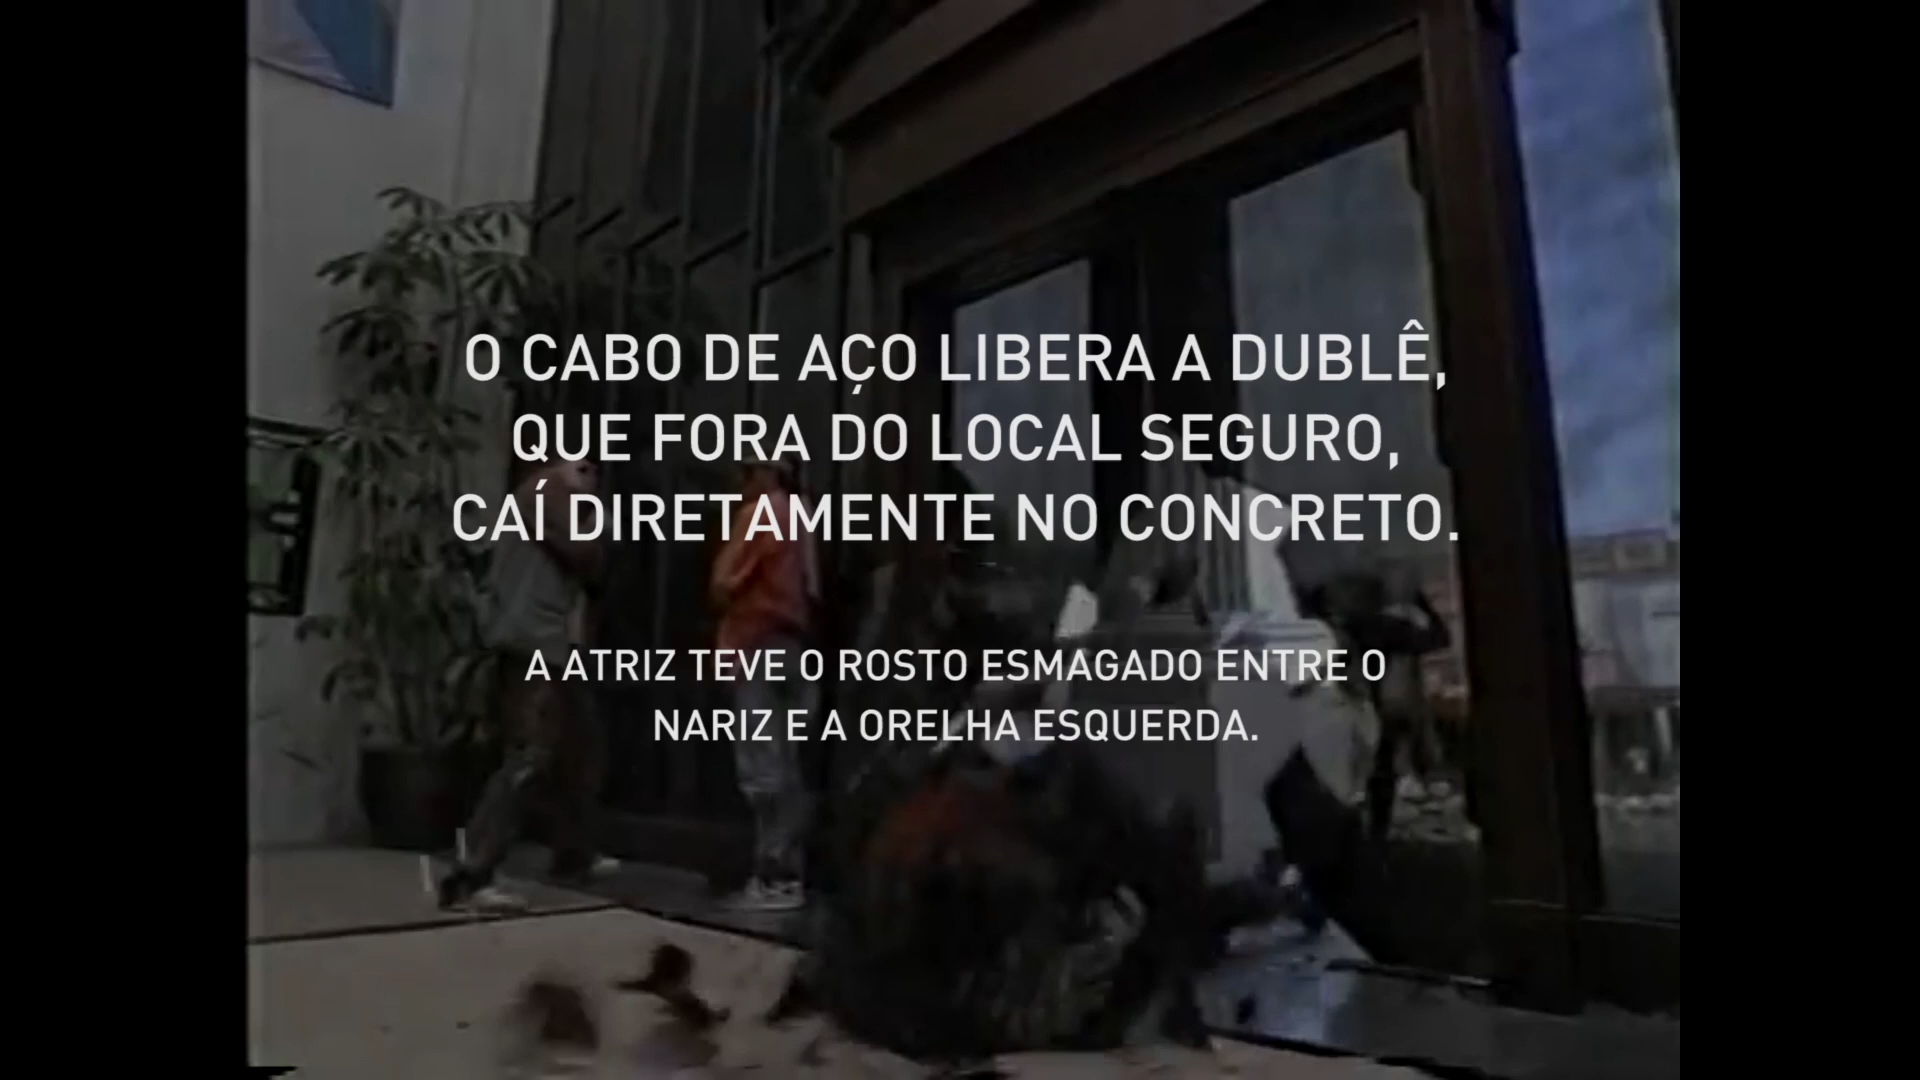 O CABO DE AÇO LIBERA A DUBLÊ,
QUE FORA DO LOCAL SEGURO,
CAÍ DIRETAMENTE NO CONCRETO.
A ATRIZ TEVE O ROSTO ESMAGADO ENTRE O
NARIZ E A ORELHA ESQUERDA.